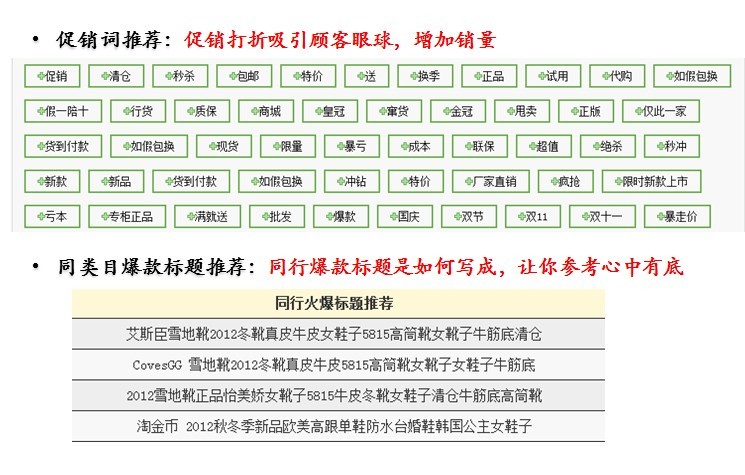 • 促销词推荐：促销打折吸引顾客眼球，增加销量
促销 清仓 秒杀 包邮 特价 送 换季 正品 试用 代购 如假包换
假一陪十 行货 质保 商城 皇冠 窜货 金冠 甩卖 正版 仅此一家
货到付款 如假包换 现货 限量 暴亏 成本 联保 超值 绝杀 秒冲
新款 新品 货到付款 如假包换 冲钻 特价 厂家直销 疯抢 限时新款上市
亏本 专柜正品 满就送 批发 爆款 国庆 双节 双11 双十一 暴走价
• 同类目爆款标题推荐：同行爆款标题是如何写成，让你参考心中有底
同行火爆标题推荐
艾斯臣雪地靴2012冬靴真皮牛皮女鞋子5815高筒靴女靴子牛筋底清仓
CovesGG 雪地靴2012冬靴真皮牛皮5815高筒靴女靴子女鞋子牛筋底
2012雪地靴正品怡美娇女靴子5815牛皮冬靴女鞋子清仓牛筋底高筒靴
淘金币 2012秋冬季新品欧美高跟单鞋防水台婚鞋韩国公主女鞋子